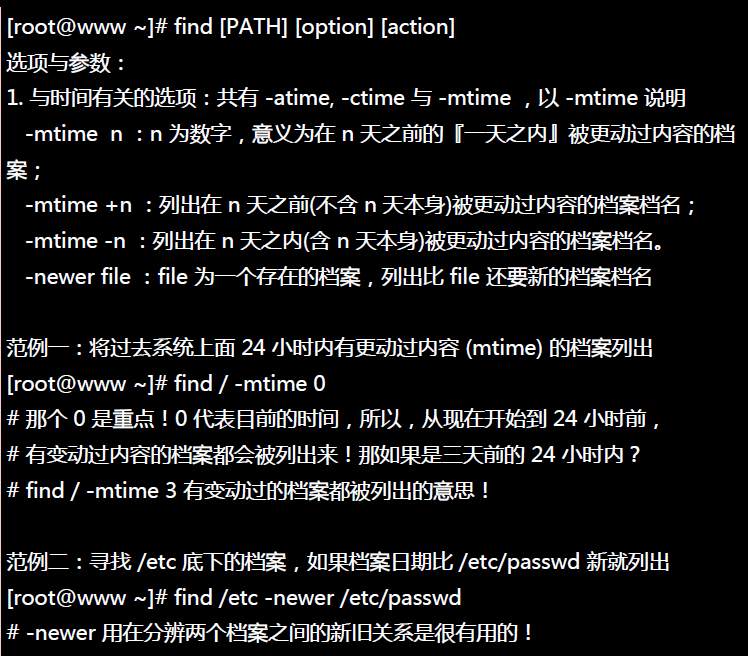 [root@www ~]# find [PATH] [option] [action]
选项与参数：
1. 与时间有关的选项：共有 -atime, -ctime 与 -mtime ，以 -mtime 说明
-mtime n ：n 为数字，意义为在 n 天之前的『一天之内』被更动过内容的档
案；
-mtime +n ：列出在 n 天之前(不含 n 天本身)被更动过内容的档案档名；
-mtime -n ：列出在 n 天之内(含 n 天本身)被更动过内容的档案档名。
-newer file ：file 为一个存在的档案，列出比 file 还要新的档案档名
范例一：将过去系统上面 24 小时内有更动过内容 (mtime) 的档案列出
[root@www ~]# find / -mtime 0
# 那个 0 是重点！0 代表目前的时间，所以，从现在开始到 24 小时前，
# 有变动过内容的档案都会被列出来！那如果是三天前的 24 小时内？
# find / -mtime 3 有变动过的档案都被列出的意思！
范例二：寻找 /etc 底下的档案，如果档案日期比 /etc/passwd 新就列出
[root@www ~]# find /etc -newer /etc/passwd
# -newer 用在分辨两个档案之间的新旧关系是很有用的！